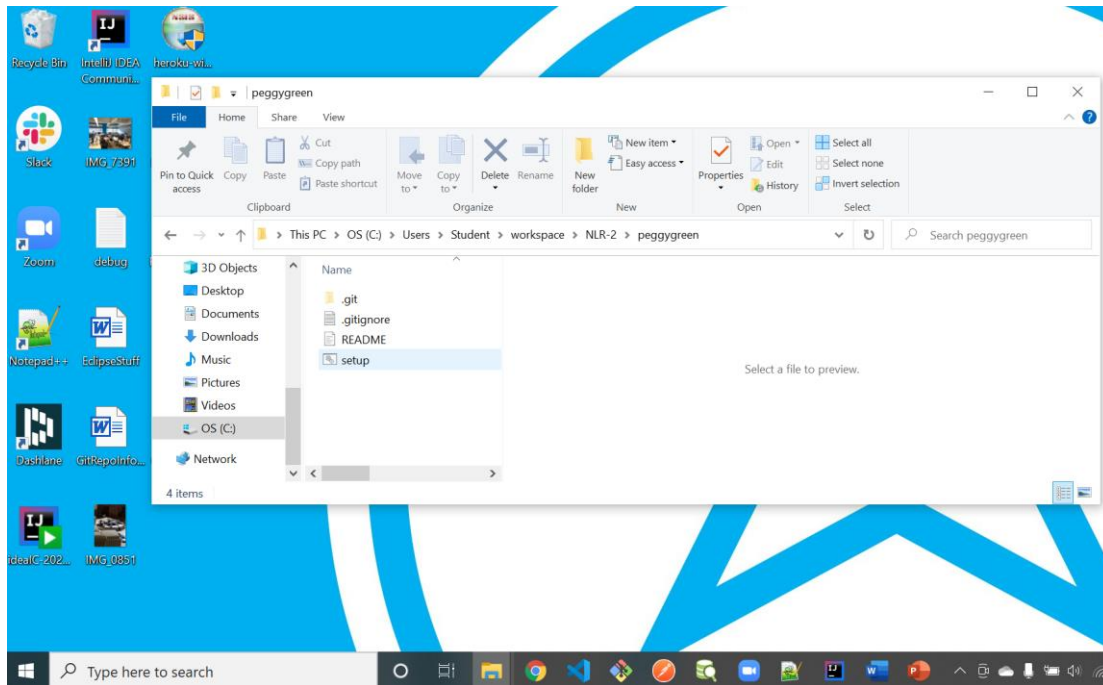 Recycle Bin
IntelliJ IDEA
Communi...
heroku-wi...
Slack
IMG_7391
Zoom
debug
Notepad++
EclipseStuff
Dashlane
GitRepoInfo...
ideaIC-202...
IMG_0851
peggygreen
File Home Share View
Pin to Quick
access
Copy
Paste
Cut
Copy path
Paste shortcut
Clipboard
Move
to
Copy
to
Delete
Rename
Organize
New
folder
New item
Easy access
New
Properties
Open
Edit
History
Open
Select all
Select none
Invert selection
Select
This PC > OS (C:) > Users > Student > workspace > NLR-2 > peggygreen
Search peggygreen
3D Objects
Desktop
Documents
Downloads
Music
Pictures
Videos
OS (C:)
Network
Name
.git
.gitignore
README
setup
Select a file to preview.
4 items
Type here to search